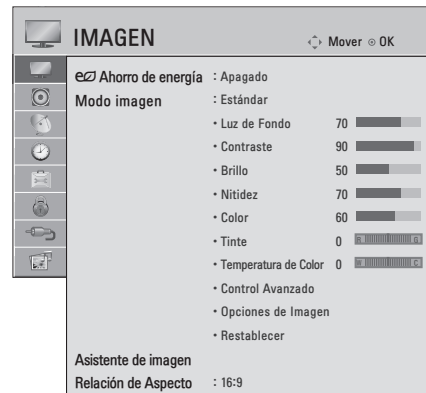 IMAGEN Mover OK
Ahorro de energía : Apagado
Modo imagen : Estándar
• Luz de Fondo 70
• Contraste 90
• Brillo 50
• Nitidez 70
• Color 60
• Tinte 0 R G
• Temperatura de Color 0 W C
• Control Avanzado
• Opciones de Imagen
• Restablecer
Asistente de imagen
Relación de Aspecto : 16:9